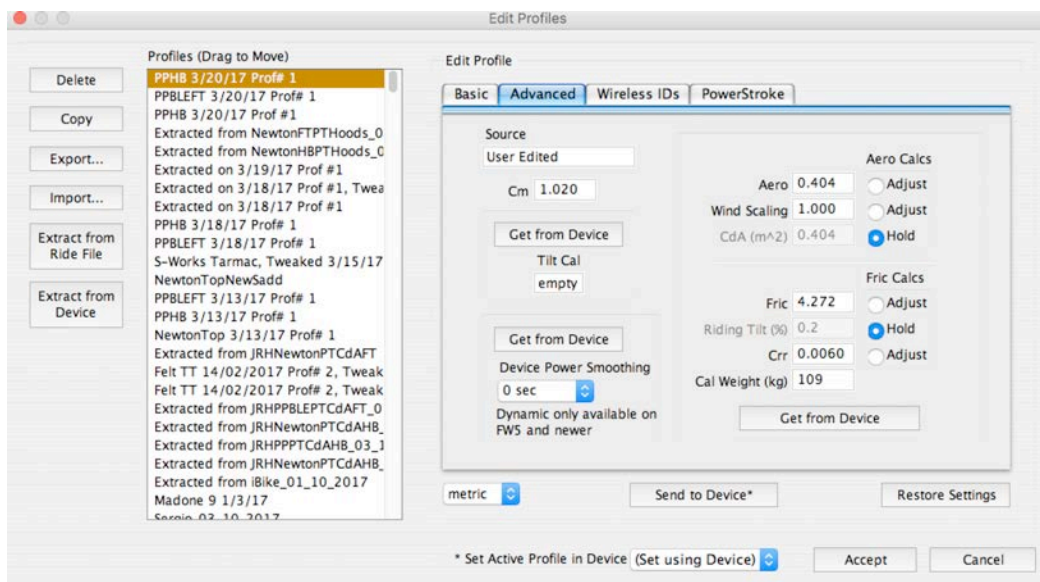 Edit Profiles
Delete
Copy
Export...
Import...
Extract from
Ride File
Extract from
Device
Profiles (Drag to Move)
PPHB 3/20/17 Prof# 1
PPBLEFT 3/20/17 Prof# 1
PPHB 3/20/17 Prof #1
Extracted from NewtonFTPTHoods_0
Extracted from NewtonHBPTHoods_0
Extracted on 3/19/17 Prof #1
Extracted on 3/18/17 Prof #1, Twea
Extracted on 3/18/17 Prof #1
PPHB 3/18/17 Prof# 1
PPBLEFT 3/18/17 Prof# 1
S-Works Tarmac, Tweaked 3/15/17
NewtonTopNewSadd
PPBLEFT 3/13/17 Prof# 1
PPHB 3/13/17 Prof# 1
NewtonTop 3/13/17 Prof# 1
Extracted from JRHNewtonPTCdAFT
Felt TT 14/02/2017 Prof# 2, Tweak
Felt TT 14/02/2017 Prof# 2, Tweak
Extracted from JRHPPBLEPTCdAFT_0
Extracted from JRHNewtonPTCdAHB_
Extracted from JRHPPPTCdAHB_03_1
Extracted from JRHNewtonPTCdAHB_
Extracted from iBike_01_10_2017
Madone 9 1/3/17
Sergio 03 10 2017
Edit Profile
Basic Advanced Wireless IDs PowerStroke
Source
User Edited
Cm 1.020
Get from Device
Tilt Cal
empty
Get from Device
Device Power Smoothing
0 sec
Dynamic only available on
FW5 and newer
Aero Calcs
Aero 0.404 Adjust
Wind Scaling 1.000 Adjust
CdA (m^2) 0.404 Hold
Fric Calcs
Fric 4.272 Adjust
Riding Tilt (%) 0.2 Hold
Crr 0.0060 Adjust
Cal Weight (kg) 109
Get from Device
metric Send to Device* Restore Settings
* Set Active Profile in Device (Set using Device) Accept Cancel